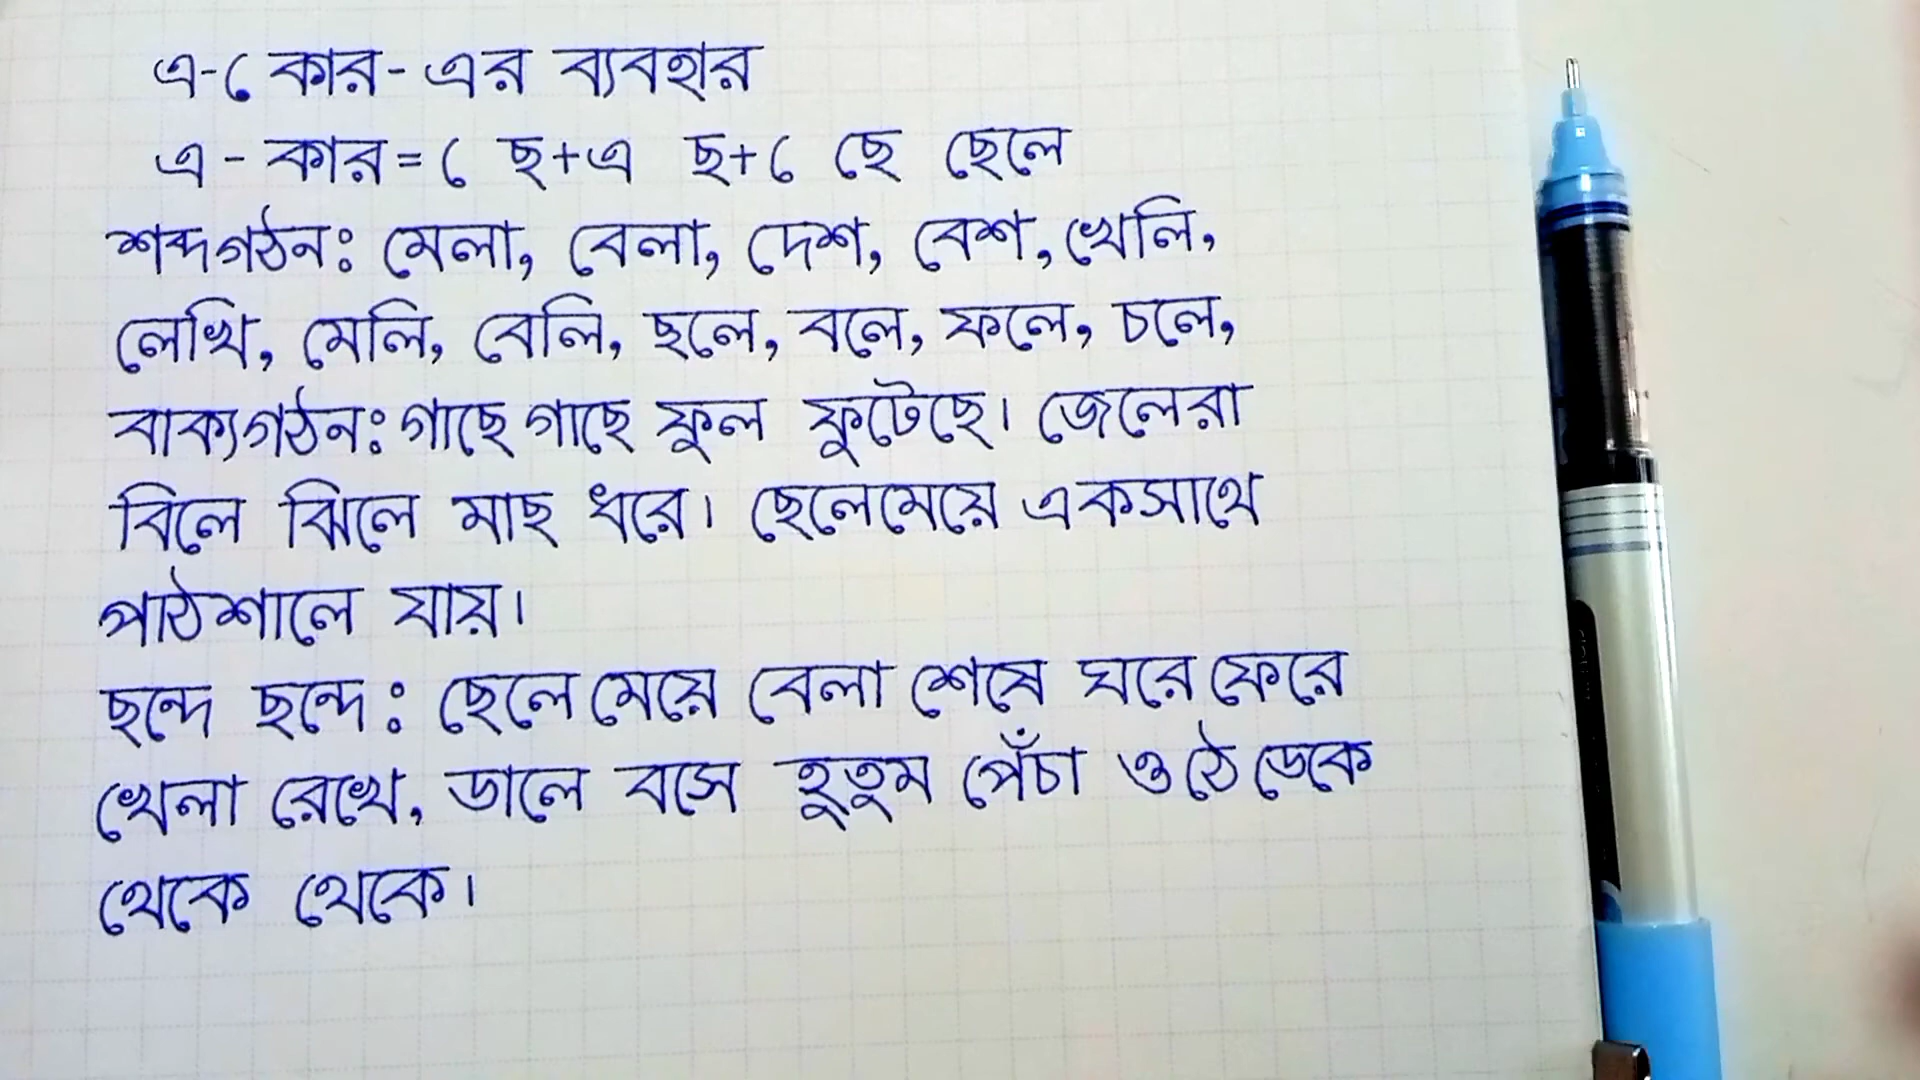 এ-ে কার-এর ব্যবহার
এ - কার = ে ছ+এ ছ+ে ছে ছেলে
শব্দগঠন: মেলা, বেলা, দেশ, বেশ, খেলি,
লেখি, মেলি, বেলি, ছলে, বলে, ফলে, চলে,
বাক্যগঠন: গাছে গাছে ফুল ফুটেছে। জেলেরা
বিলে ঝিলে মাছ ধরে। ছেলেমেয়ে একসাথে
পাঠশালে যায়।
ছন্দে ছন্দে: ছেলে মেয়ে বেলা শেষে ঘরে ফেরে
খেলা রেখে, ডালে বসে হুতুম পেঁচা ওঠে ডেকে
থেকে থেকে।